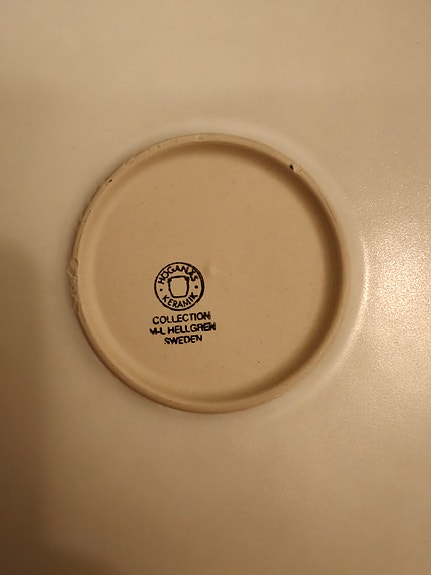 HÖGANÄS
KERAMIK
COLLECTION
M-L HELLGREN
SWEDEN